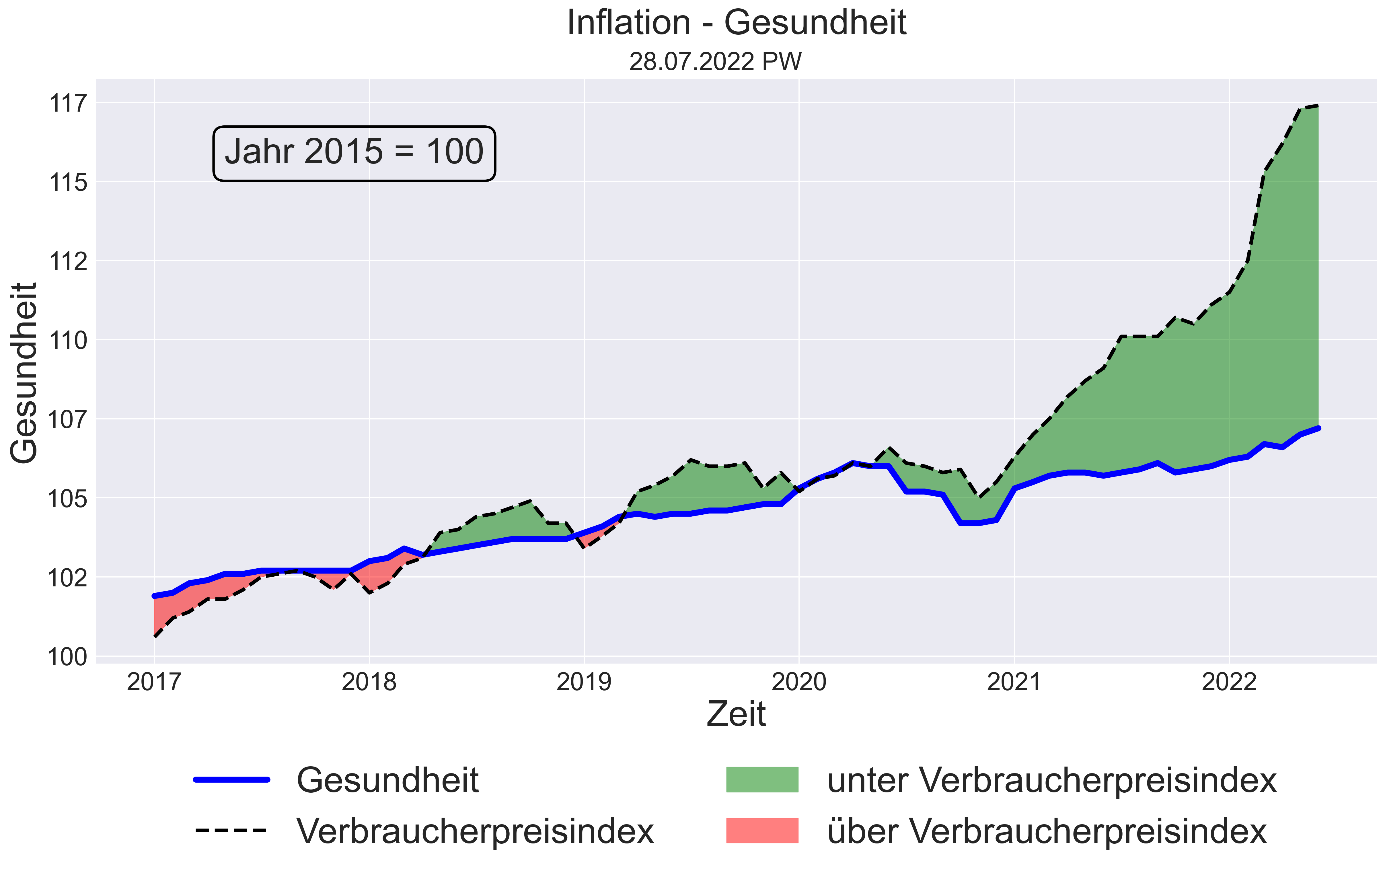 Inflation - Gesundheit
28.07.2022 PW
Jahr 2015 = 100
Gesundheit
117
115
112
110
107
105
102
100
2017 2018 2019 2020 2021 2022
Zeit
Gesundheit
Verbraucherpreisindex
unter Verbraucherpreisindex
über Verbraucherpreisindex